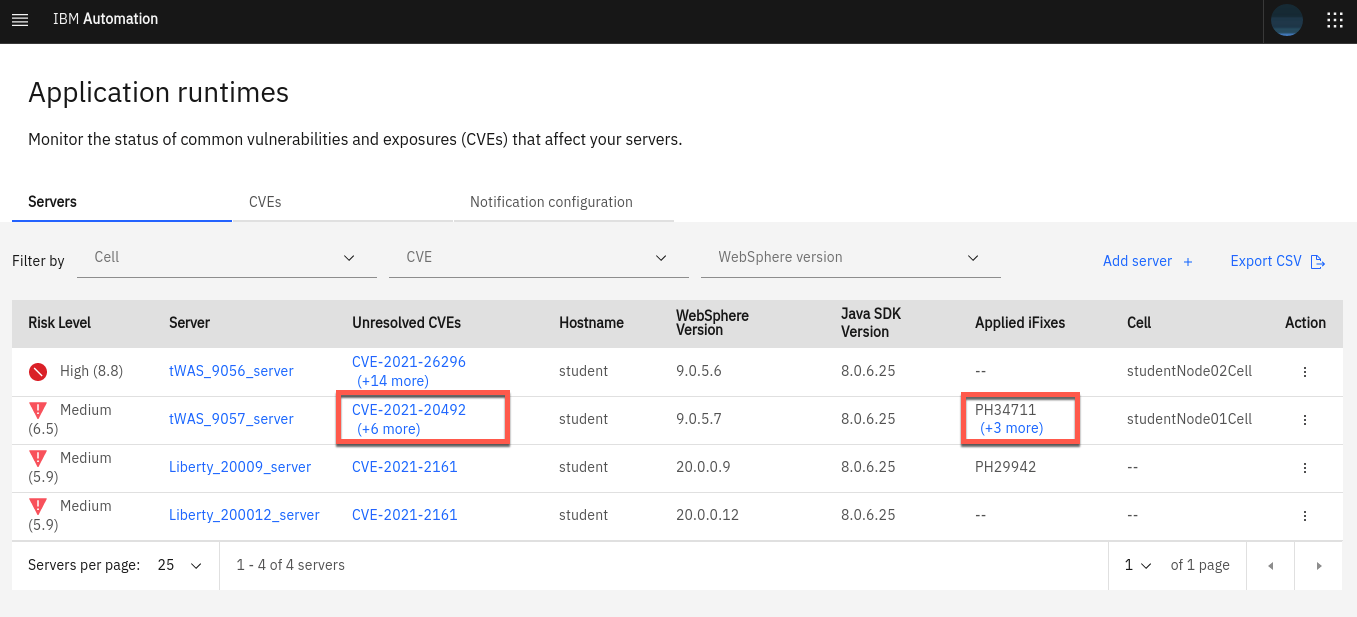 IBM Automation
Application runtimes
Monitor the status of common vulnerabilities and exposures (CVEs) that affect your servers.
Servers CVEs Notification configuration
Filter by Cell CVE WebSphere version Add server + Export CSV
Risk Level Server Unresolved CVEs Hostname WebSphere Version Java SDK Version Applied iFixes Cell Action
High (8.8) tWAS_9056_server CVE-2021-26296 (+14 more) student 9.0.5.6 8.0.6.25 -- studentNode02Cell
Medium (6.5) tWAS_9057_server CVE-2021-20492 (+6 more) student 9.0.5.7 8.0.6.25 PH34711 (+3 more) studentNode01Cell
Medium (5.9) Liberty_20009_server CVE-2021-2161 student 20.0.0.9 8.0.6.25 PH29942 --
Medium (5.9) Liberty_200012_server CVE-2021-2161 student 20.0.0.12 8.0.6.25 -- --
Servers per page: 25 1 - 4 of 4 servers 1 of 1 page